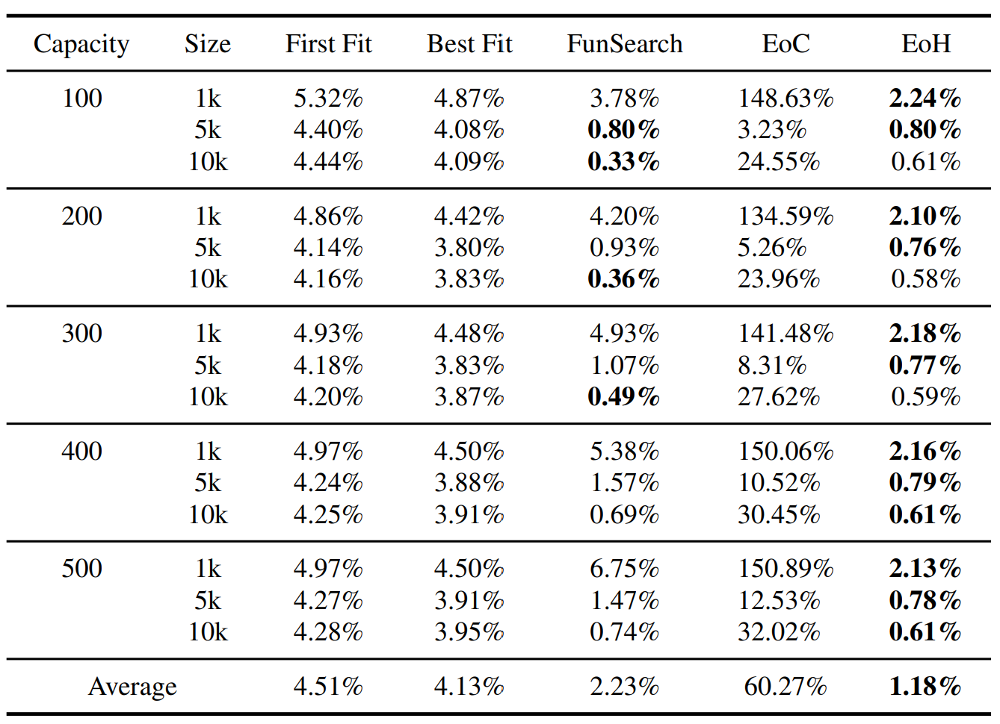 Capacity Size First Fit Best Fit FunSearch EoC EoH
100 1k 5.32% 4.87% 3.78% 148.63% 2.24%
5k 4.40% 4.08% 0.80% 3.23% 0.80%
10k 4.44% 4.09% 0.33% 24.55% 0.61%
200 1k 4.86% 4.42% 4.20% 134.59% 2.10%
5k 4.14% 3.80% 0.93% 5.26% 0.76%
10k 4.16% 3.83% 0.36% 23.96% 0.58%
300 1k 4.93% 4.48% 4.93% 141.48% 2.18%
5k 4.18% 3.83% 1.07% 8.31% 0.77%
10k 4.20% 3.87% 0.49% 27.62% 0.59%
400 1k 4.97% 4.50% 5.38% 150.06% 2.16%
5k 4.24% 3.88% 1.57% 10.52% 0.79%
10k 4.25% 3.91% 0.69% 30.45% 0.61%
500 1k 4.97% 4.50% 6.75% 150.89% 2.13%
5k 4.27% 3.91% 1.47% 12.53% 0.78%
10k 4.28% 3.95% 0.74% 32.02% 0.61%
Average 4.51% 4.13% 2.23% 60.27% 1.18%